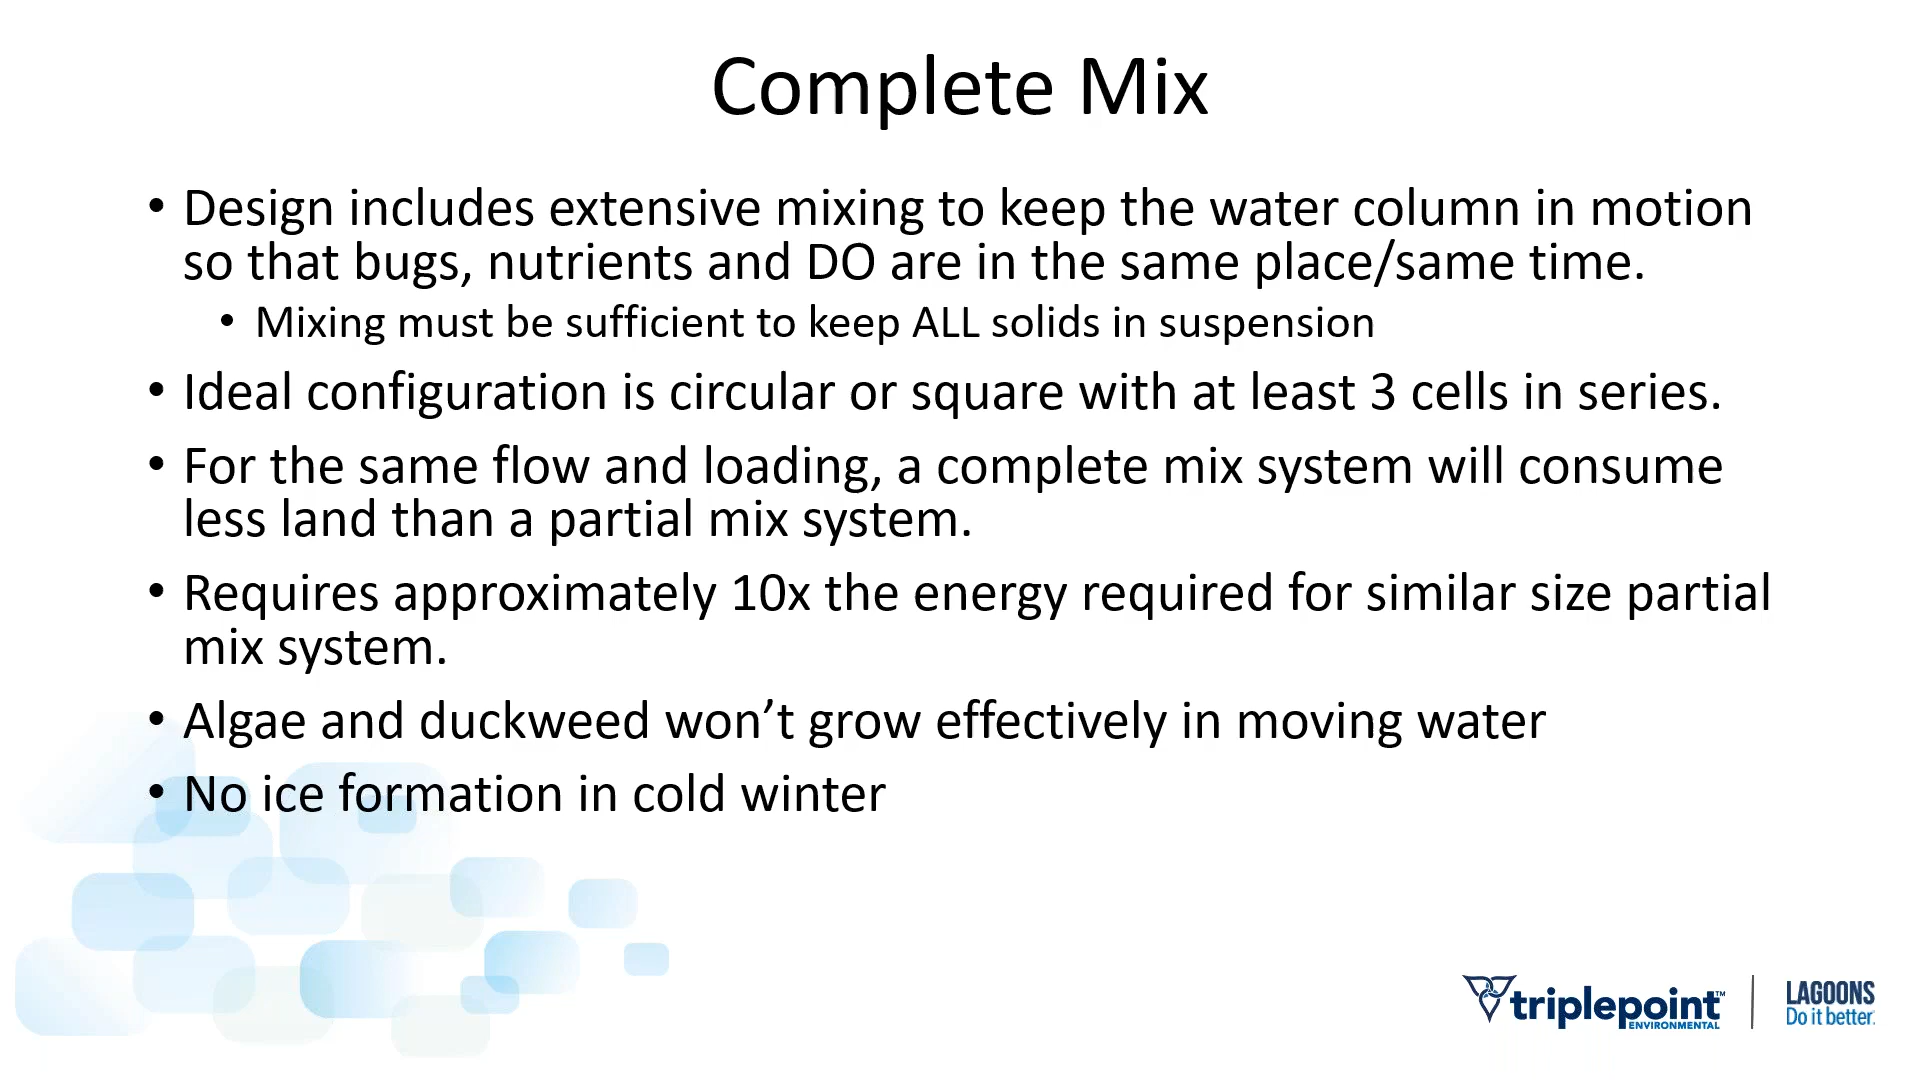 Complete Mix
• Design includes extensive mixing to keep the water column in motion
so that bugs, nutrients and DO are in the same place/same time.
• Mixing must be sufficient to keep ALL solids in suspension
• Ideal configuration is circular or square with at least 3 cells in series.
• For the same flow and loading, a complete mix system will consume
less land than a partial mix system.
• Requires approximately 10x the energy required for similar size partial
mix system.
• Algae and duckweed won’t grow effectively in moving water
• No ice formation in cold winter
triplepoint™
ENVIRONMENTAL
LAGOONS
Do it better.